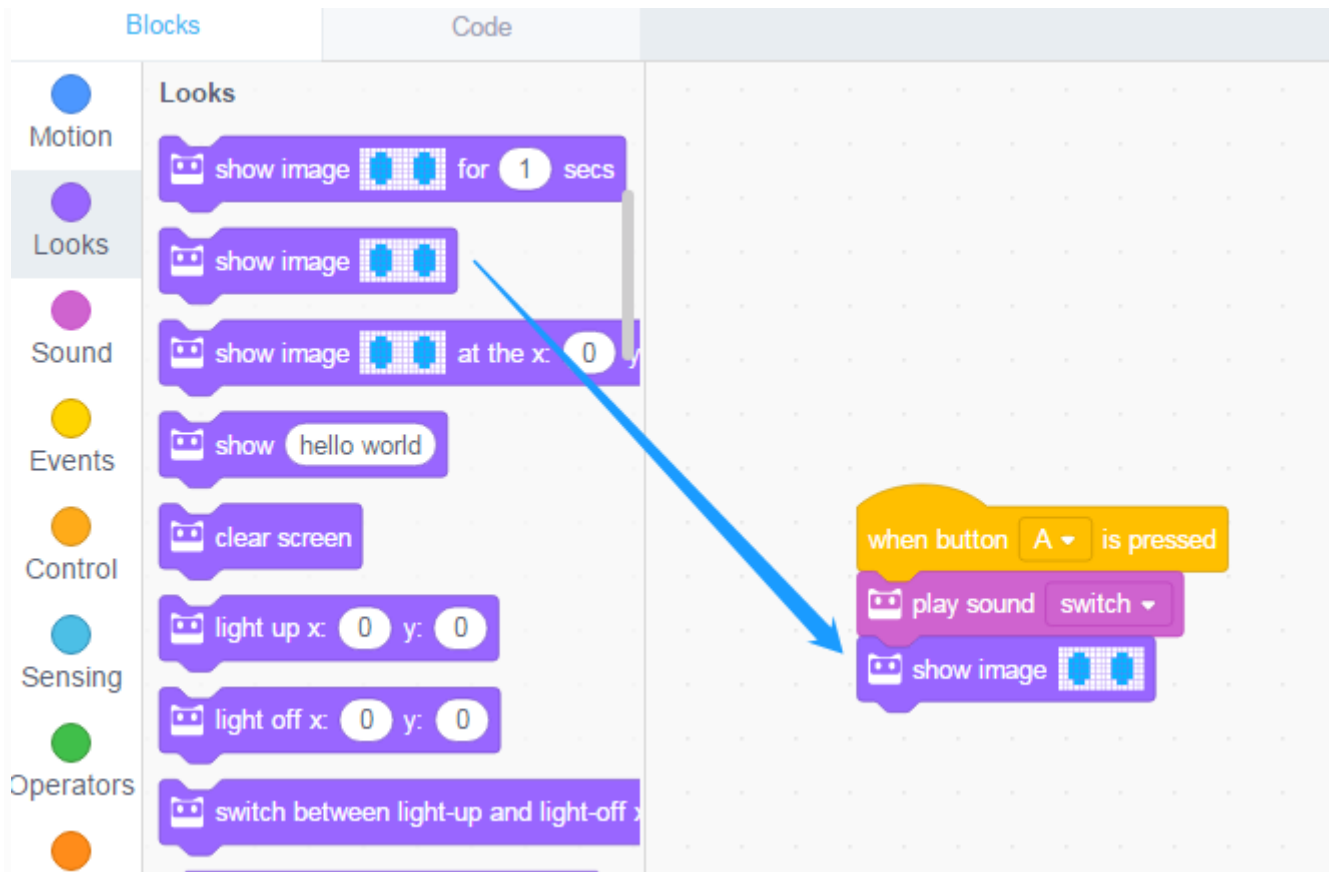 Blocks
Code
Motion
Looks
Sound
Events
Control
Sensing
Operators
Looks
show image for 1 secs
show image
show image at the x: 0 y
show hello world
clear screen
light up x: 0 y: 0
light off x: 0 y: 0
switch between light-up and light-off x
when button A is pressed
play sound switch
show image